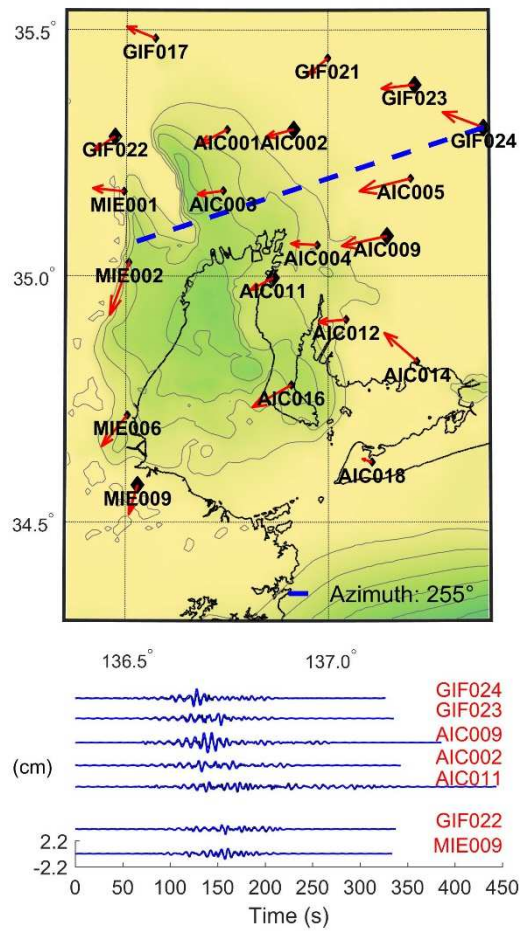 35.5°
GIF017
GIF021
GIF023
GIF022
AIC001
AIC002
GIF024
MIE001
AIC003
AIC005
35.0°
MIE002
AIC004
AIC009
AIC011
AIC012
AIC014
AIC016
MIE006
AIC018
MIE009
34.5°
Azimuth: 255°
136.5°
137.0°
GIF024
GIF023
AIC009
(cm)
AIC002
AIC011
GIF022
2.2
MIE009
-2.2
0 50 100 150 200 250 300 350 400 450
Time (s)